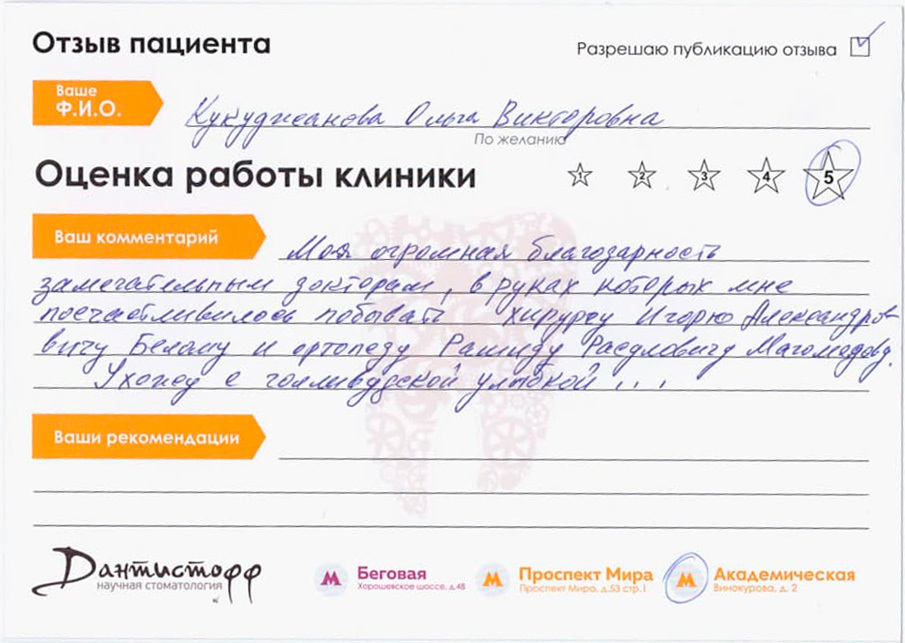 Отзыв пациента
Разрешаю публикацию отзыва
Ваше
Ф.И.О.
Кукуджанова Ольга Викторовна
По желанию
Оценка работы клиники
1 2 3 4 5
Ваш комментарий
Моя огромная благодарность
замечательным докторам, в руках которых мне
посчастливилось побывать хирургу Игорю Александро-
вичу Белому и ортопеду Рашиду Расуловичу Магомедову.
Ухожу с голливудской улыбкой...
Ваши рекомендации
Дантистофф
научная стоматология
М Беговая
Хорошевское шоссе, д.48
М Проспект Мира
Проспект Мира, д.53 стр.1
М Академическая
Винокурова, д. 2